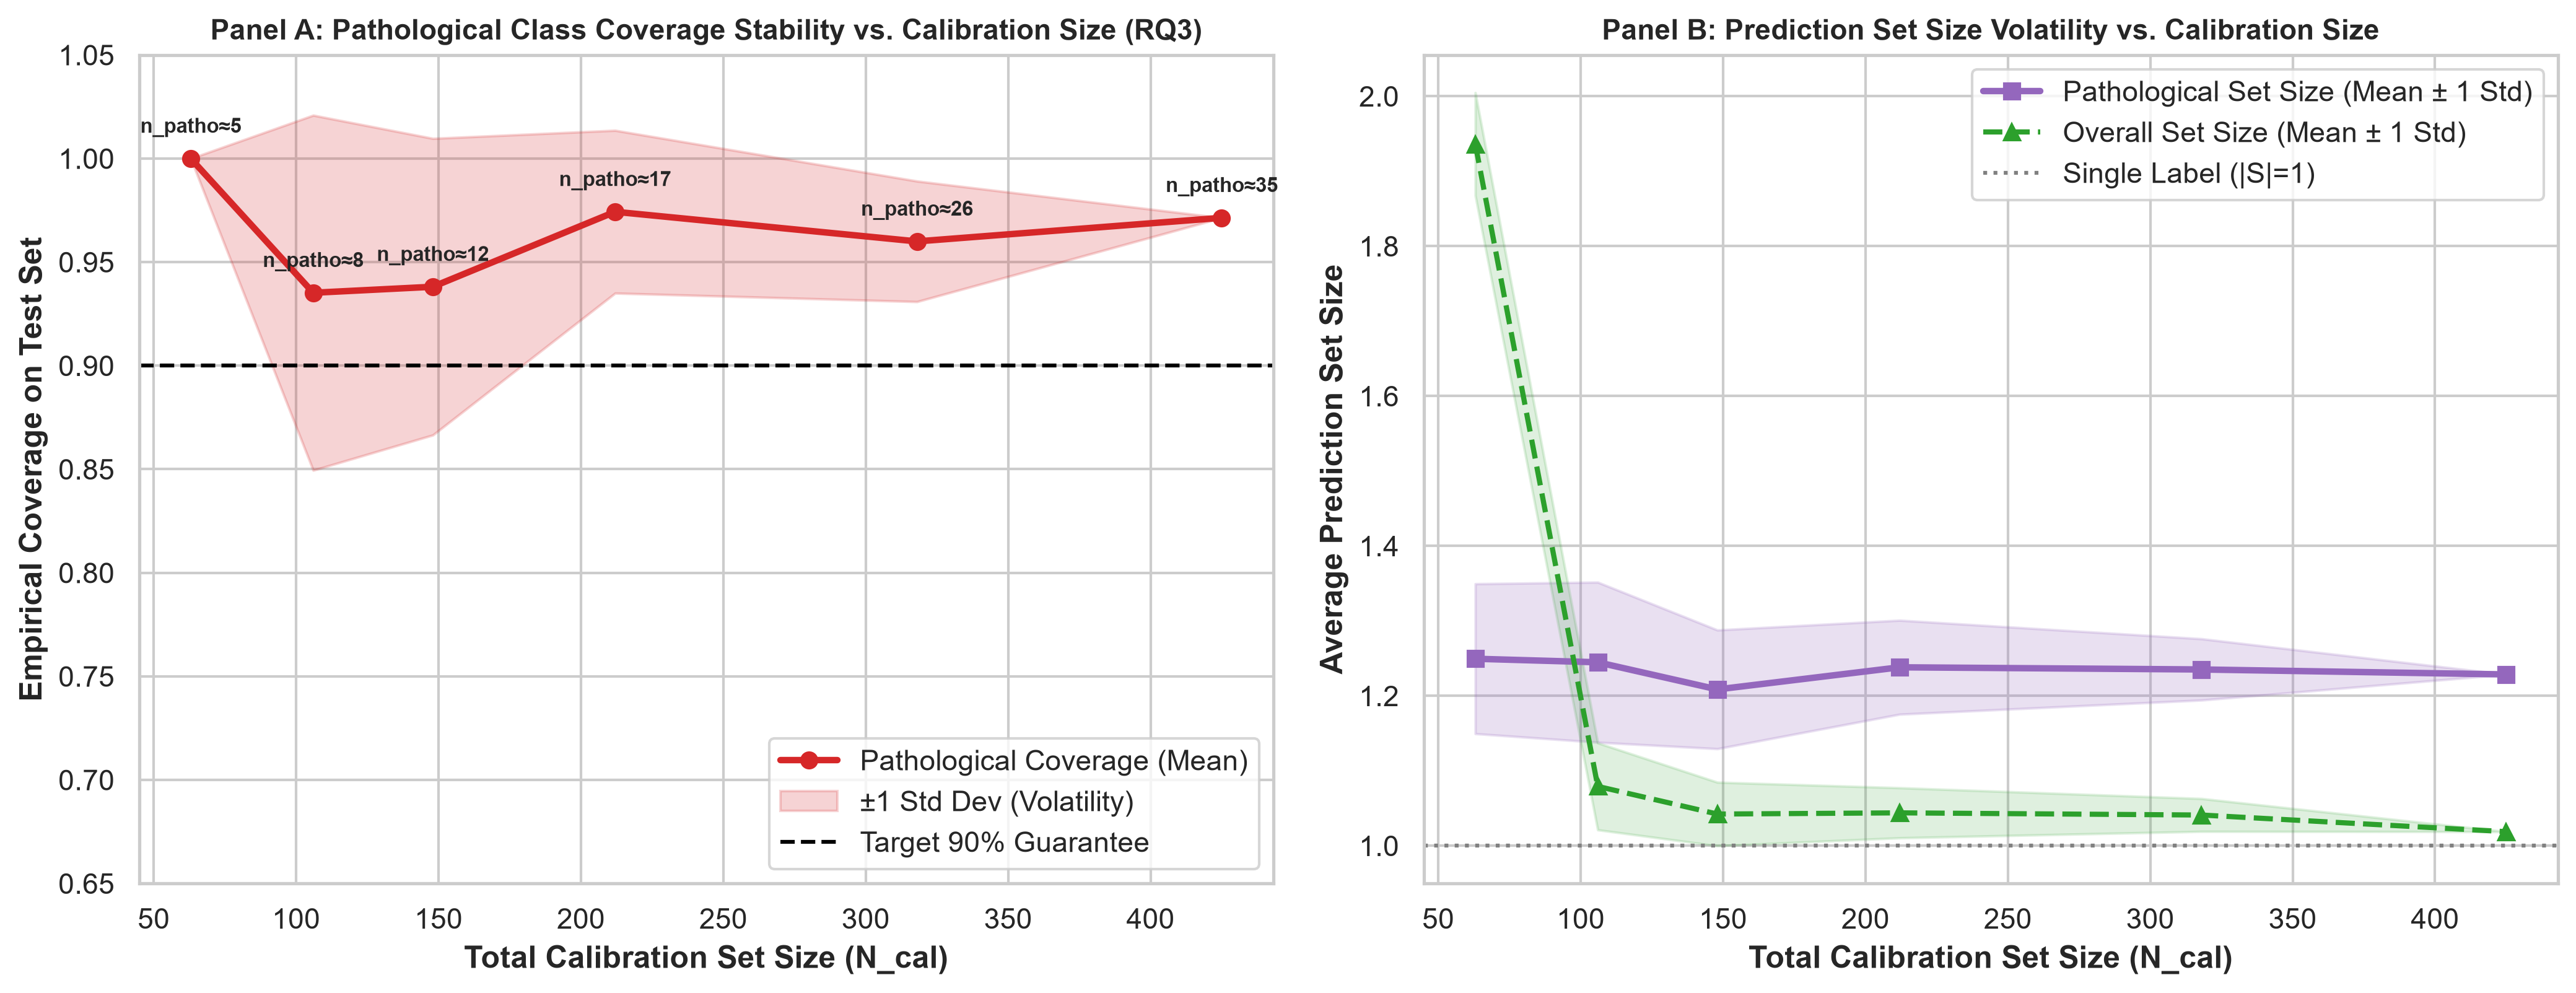 Panel A: Pathological Class Coverage Stability vs. Calibration Size (RQ3)
Empirical Coverage on Test Set
1.05
1.00
0.95
0.90
0.85
0.80
0.75
0.70
0.65
n_patho≈5
n_patho≈8
n_patho≈12
n_patho≈17
n_patho≈26
n_patho≈35
Pathological Coverage (Mean)
±1 Std Dev (Volatility)
Target 90% Guarantee
50 100 150 200 250 300 350 400
Total Calibration Set Size (N_cal)
Panel B: Prediction Set Size Volatility vs. Calibration Size
Average Prediction Set Size
2.0
1.8
1.6
1.4
1.2
1.0
Pathological Set Size (Mean ± 1 Std)
Overall Set Size (Mean ± 1 Std)
Single Label (|S|=1)
50 100 150 200 250 300 350 400
Total Calibration Set Size (N_cal)